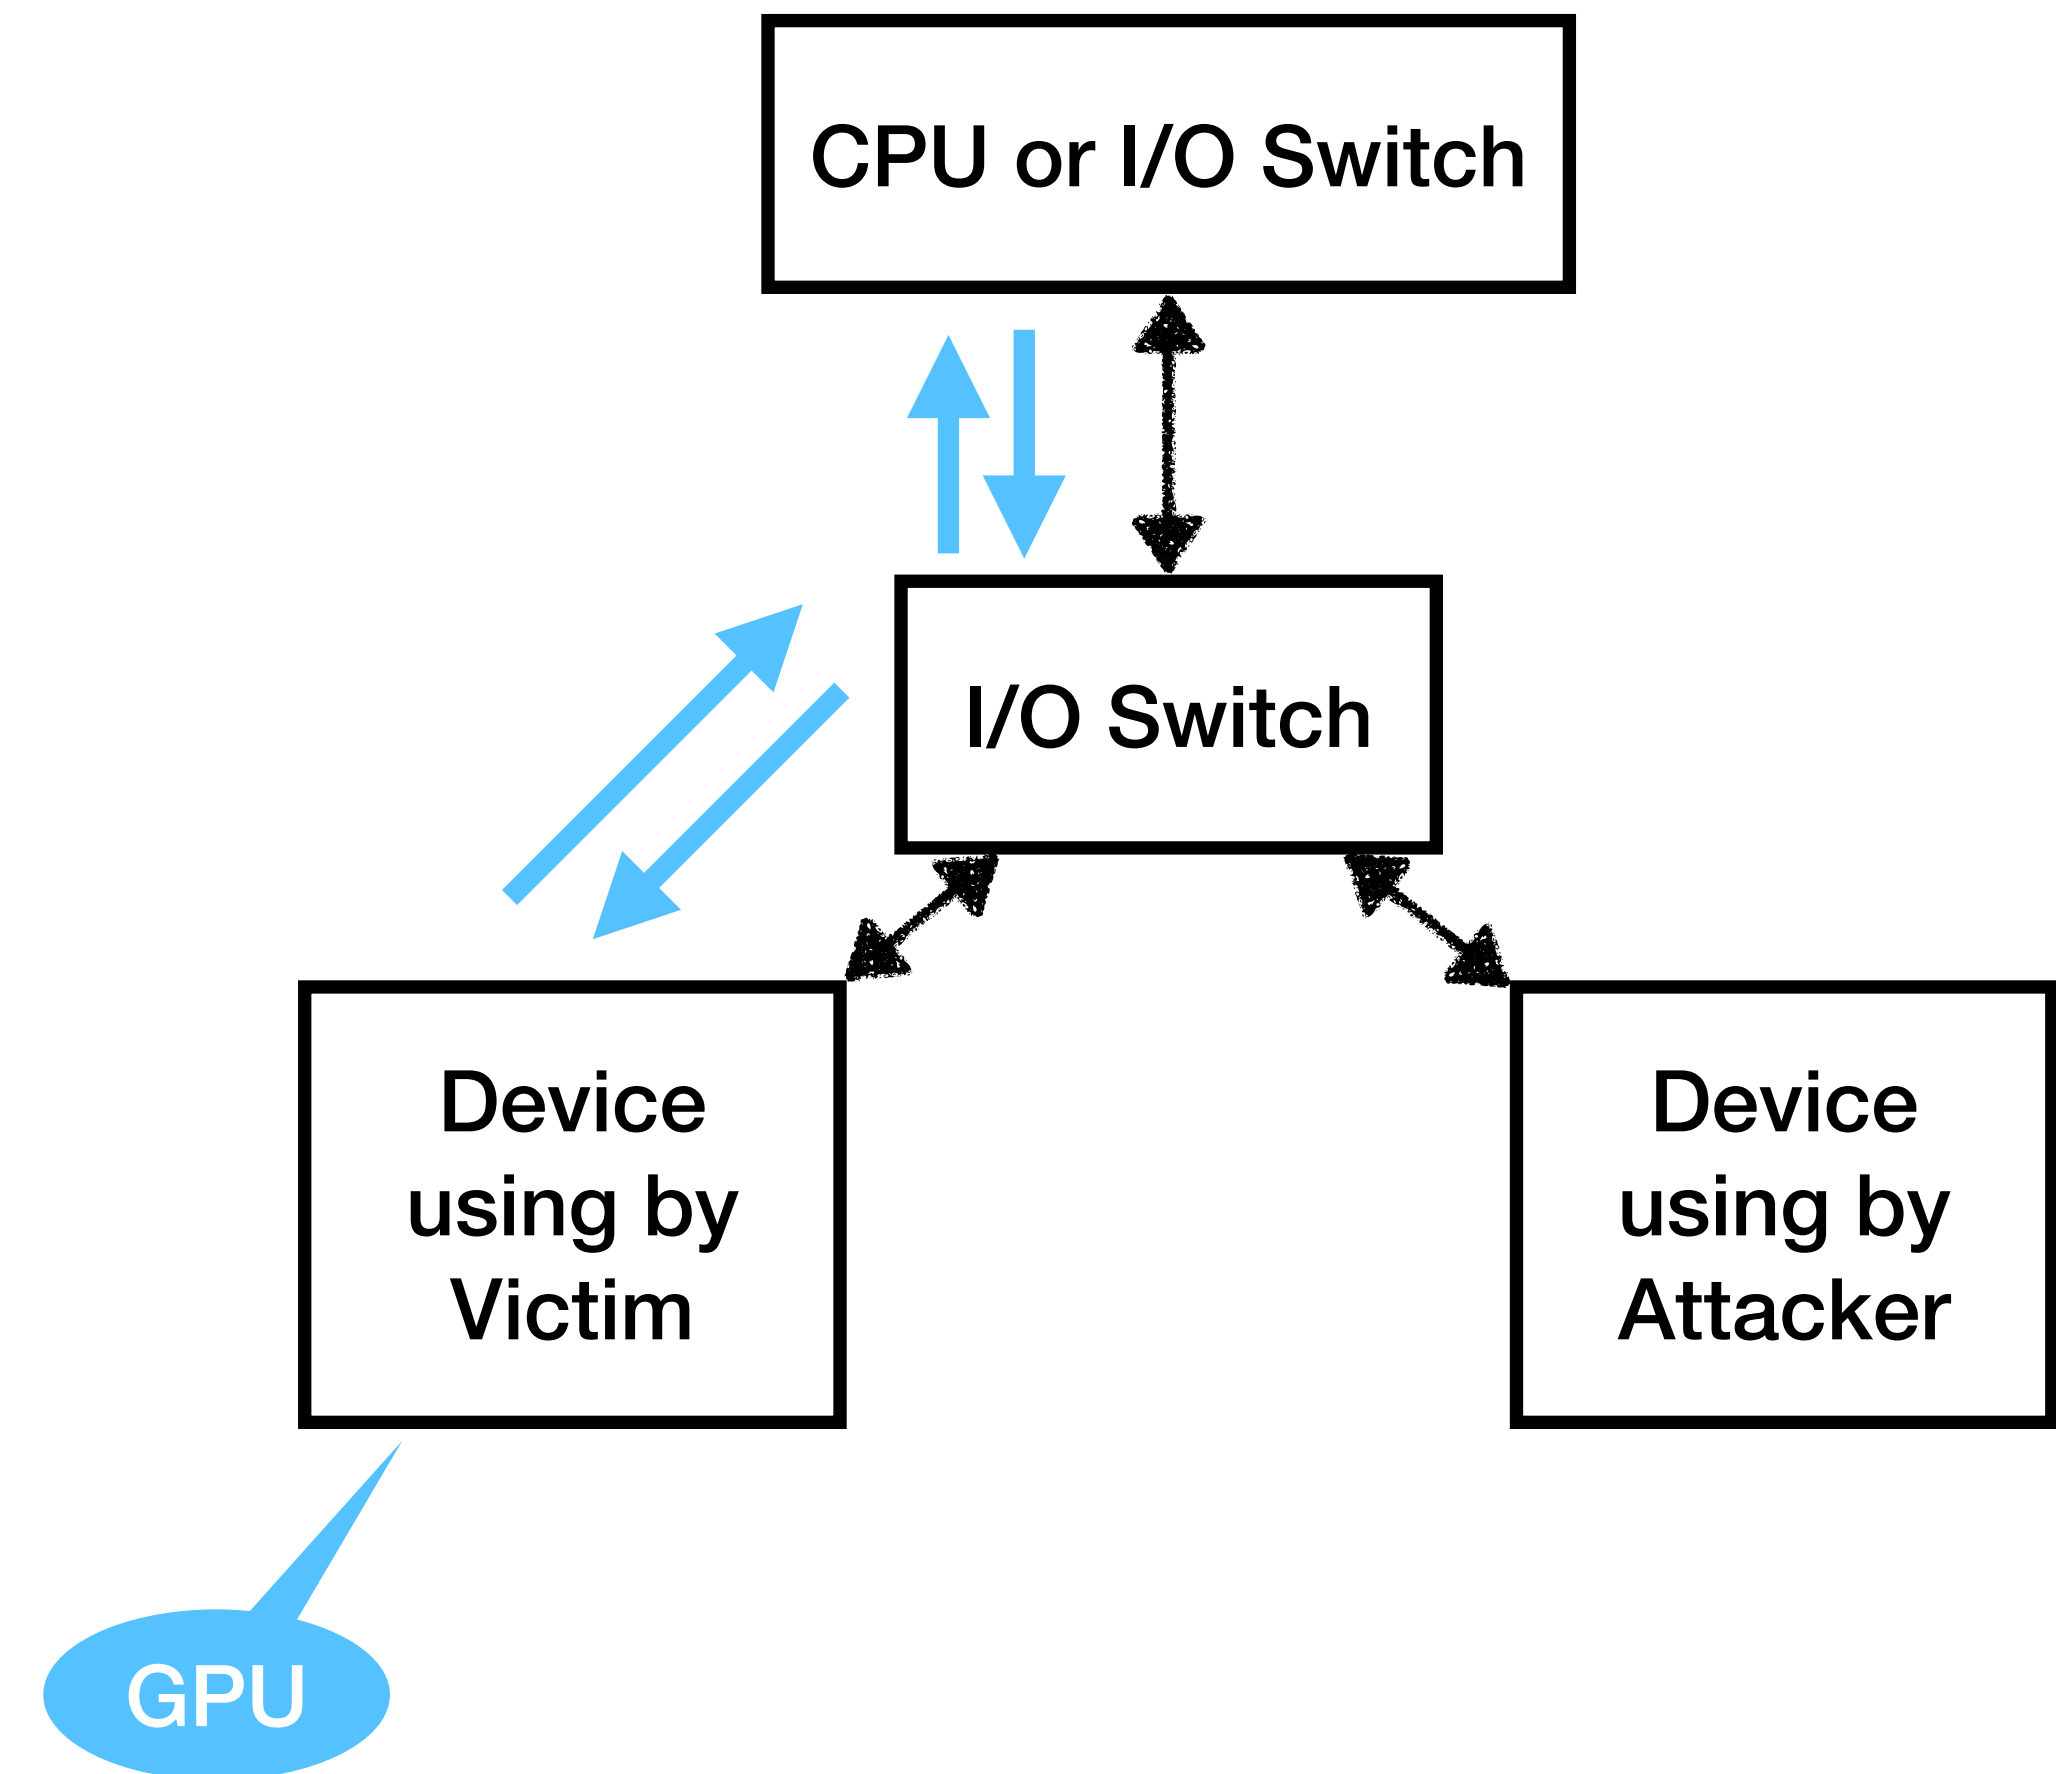 CPU or I/O Switch
I/O Switch
Device
using by
Victim
Device
using by
Attacker
GPU